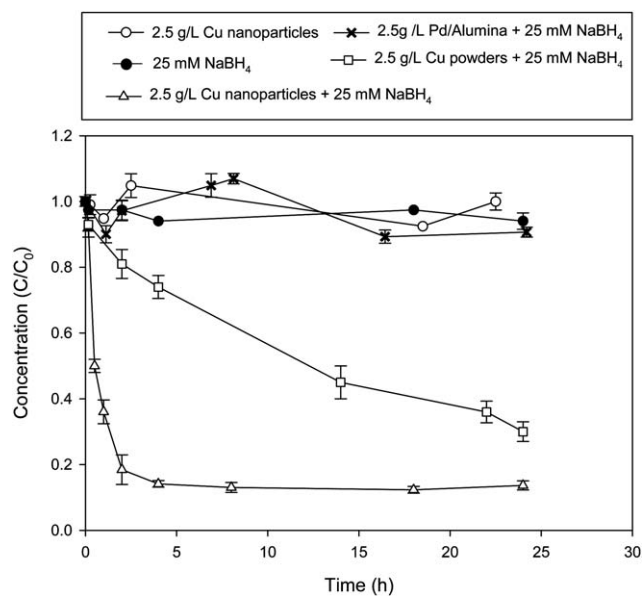 2.5 g/L Cu nanoparticles
2.5g /L Pd/Alumina + 25 mM NaBH₄
25 mM NaBH₄
2.5 g/L Cu powders + 25 mM NaBH₄
2.5 g/L Cu nanoparticles + 25 mM NaBH₄
1.2
1.0
0.8
0.6
0.4
0.2
0.0
Concentration (C/C₀)
0 5 10 15 20 25 30
Time (h)